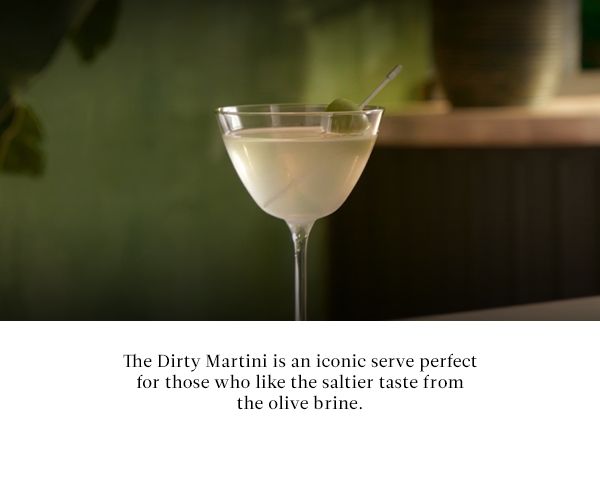 The Dirty Martini is an iconic serve perfect
for those who like the saltier taste from
the olive brine.